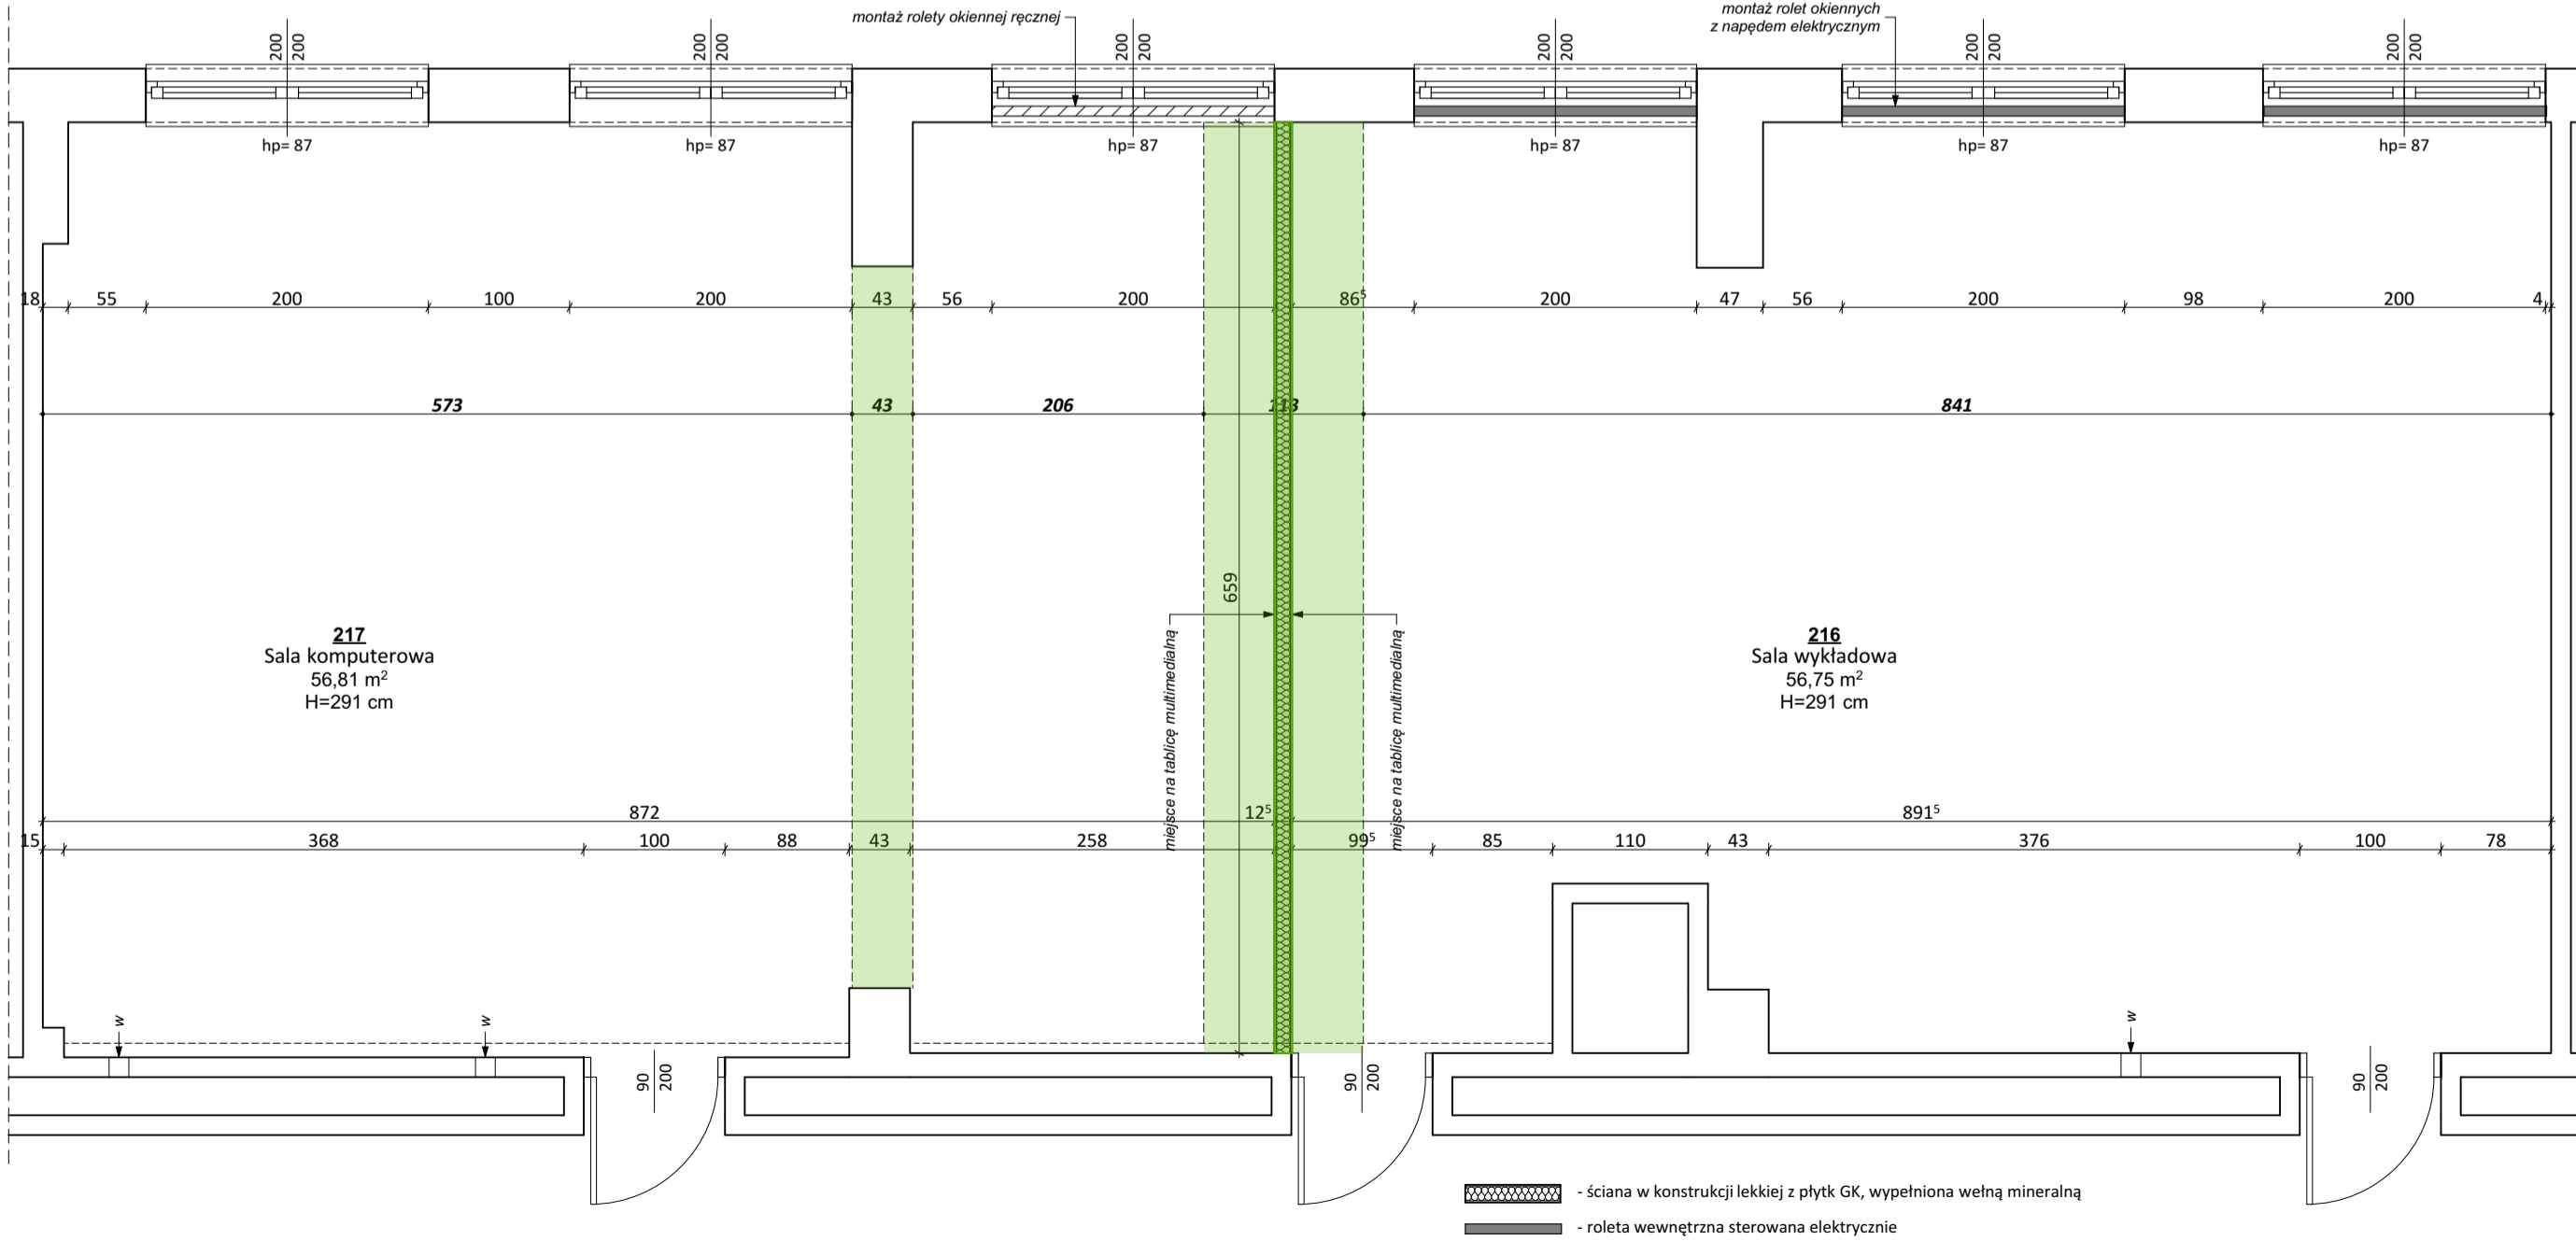 montaż rolety okiennej ręcznej
montaż rolet okiennych
z napędem elektrycznym
200 200 200 200 200 200
200 200 200 200 200 200
hp= 87 hp= 87 hp= 87 hp= 87 hp= 87 hp= 87
18 55 200 100 200 43 56 200 86⁵ 200 47 56 200 98 200 4
573 43 206 113 841
659
217
Sala komputerowa
56,81 m²
H=291 cm
miejsce na tablicę multimedialną
miejsce na tablicę multimedialną
216
Sala wykładowa
56,75 m²
H=291 cm
872 12⁵ 891⁵
15 368 100 88 43 258 99⁵ 85 110 43 376 100 78
w w w
90 90 90
200 200 200
- ściana w konstrukcji lekkiej z płytk GK, wypełniona wełną mineralną
- roleta wewnętrzna sterowana elektrycznie